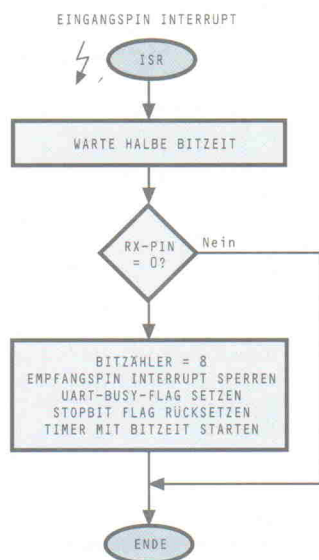 EINGANGSPIN INTERRUPT
ISR
WARTE HALBE BITZEIT
RX-PIN
= 0?
Nein
BITZÄHLER = 8
EMPFANGSPIN INTERRUPT SPERREN
UART-BUSY-FLAG SETZEN
STOPBIT FLAG RÜCKSETZEN
TIMER MIT BITZEIT STARTEN
ENDE